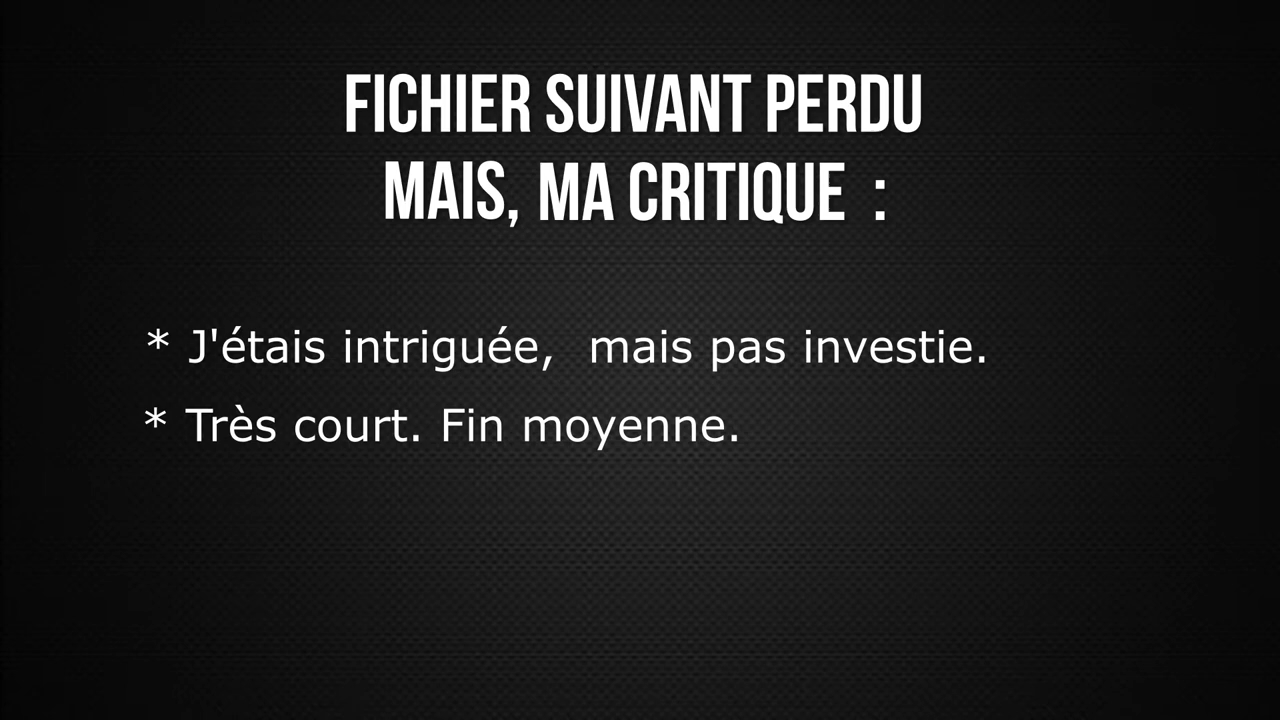 FICHIER SUIVANT PERDU
MAIS, MA CRITIQUE :
* J'étais intriguée, mais pas investie.
* Très court. Fin moyenne.